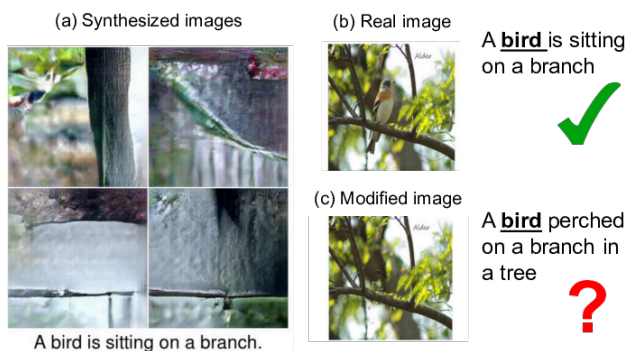 (a) Synthesized images
A bird is sitting on a branch.
(b) Real image
Alder
A bird is sitting
on a branch
(c) Modified image
Alder
A bird perched
on a branch in
a tree
?